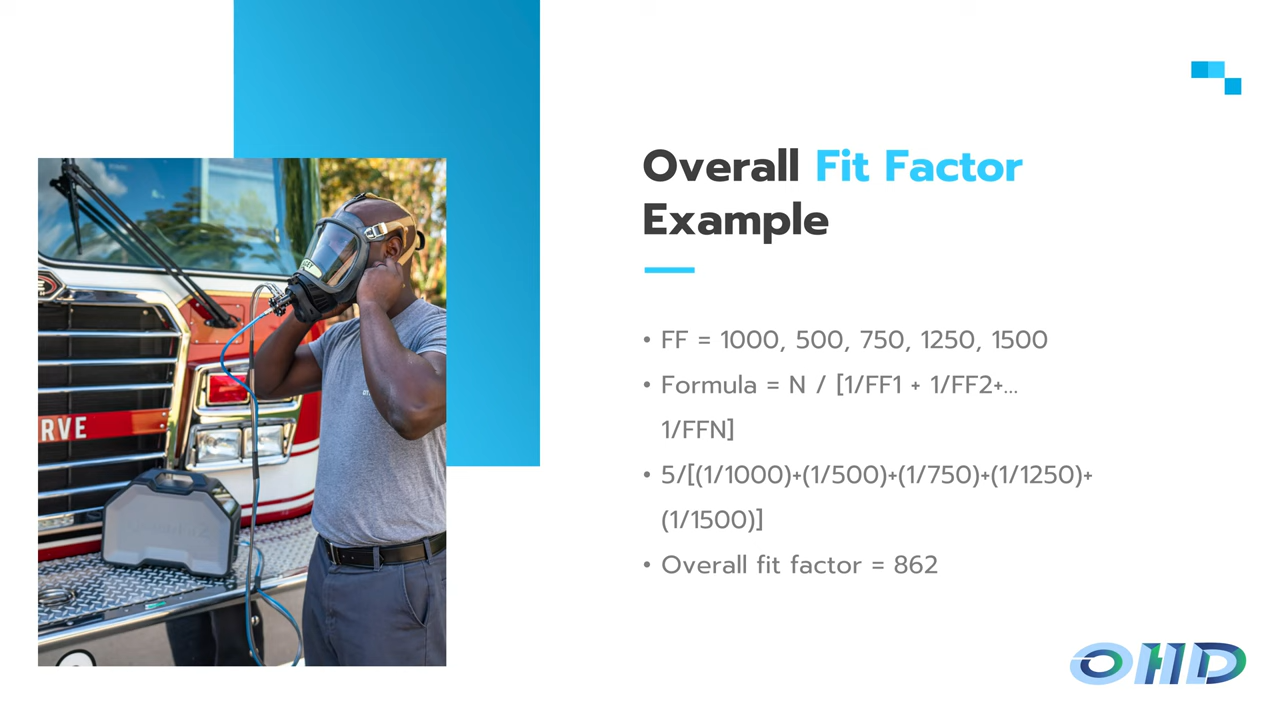 Overall Fit Factor
Example
• FF = 1000, 500, 750, 1250, 1500
• Formula = N / [1/FF1 + 1/FF2+...
1/FFN]
• 5/[(1/1000)+(1/500)+(1/750)+(1/1250)+
(1/1500)]
• Overall fit factor = 862
RVE
OHD